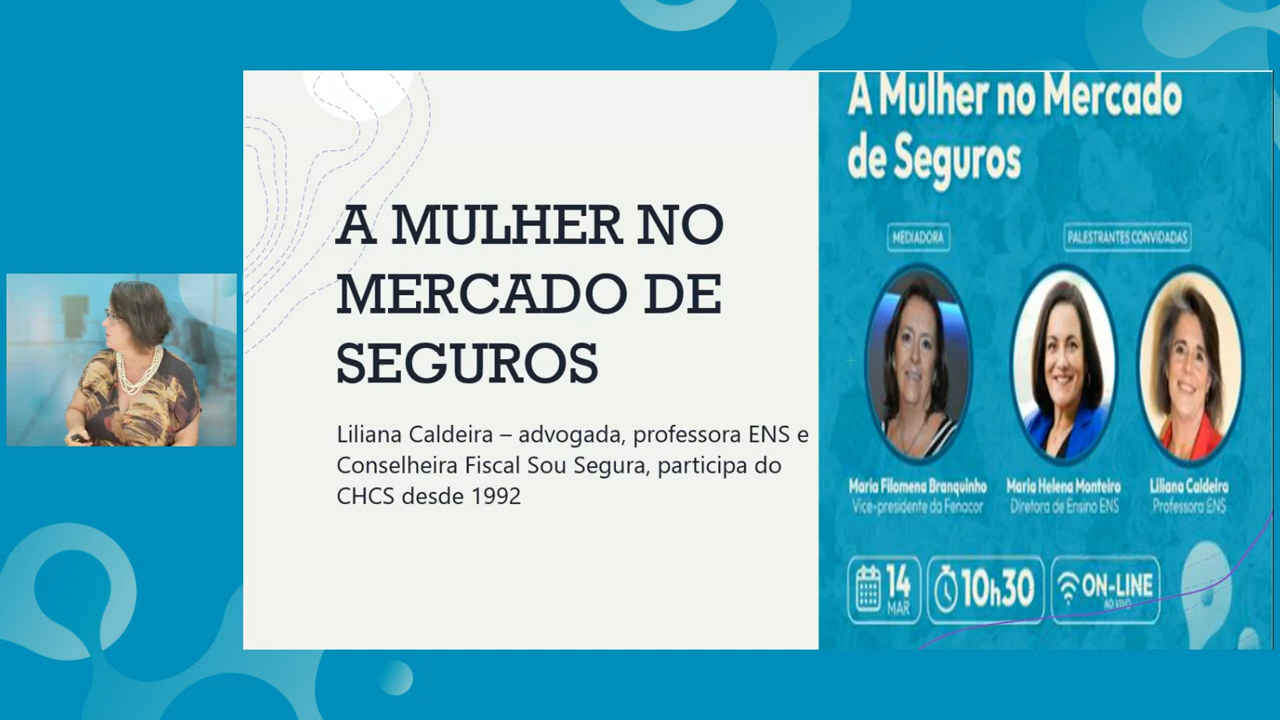 A MULHER NO
MERCADO DE
SEGUROS
Liliana Caldeira – advogada, professora ENS e
Conselheira Fiscal Sou Segura, participa do
CHCS desde 1992
A Mulher no Mercado
de Seguros
MEDIADORA
PALESTRANTES CONVIDADAS
Maria Filomena Branquinho
Vice-presidente da Fenacor
Maria Helena Monteiro
Diretora de Ensino ENS
Liliana Caldeira
Professora ENS
14
MAR
10h30
ON-LINE
AO VIVO